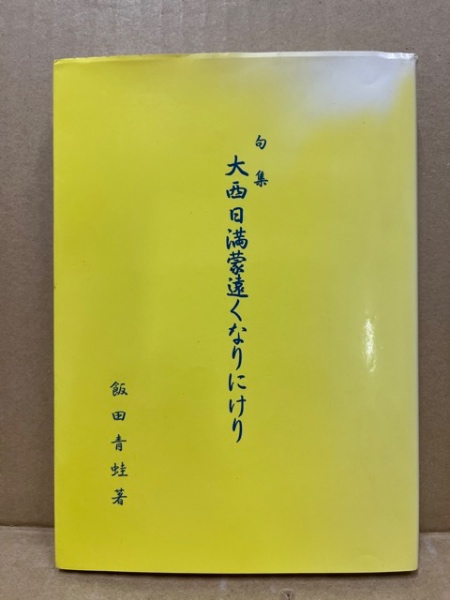 句集
大西日満蒙遠くなりにけり
飯田青蛙著